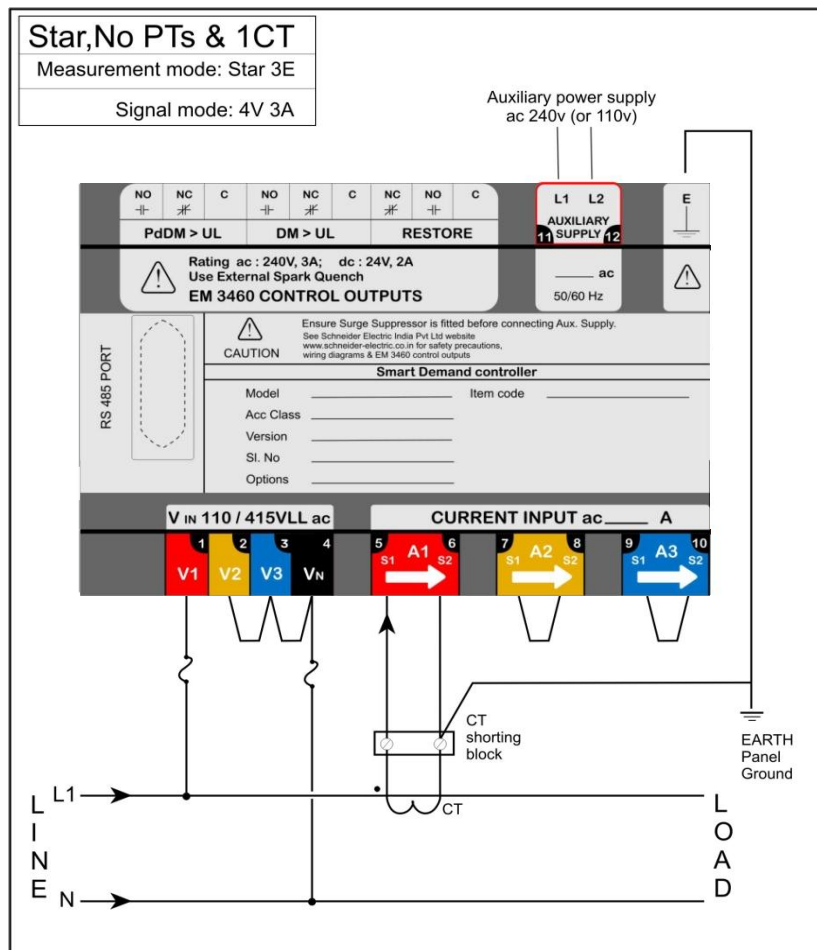 Star,No PTs & 1CT
Measurement mode: Star 3E
Signal mode: 4V 3A
Auxiliary power supply
ac 240v (or 110v)
NO NC C NO NC C NC NO C
PdDM > UL DM > UL RESTORE
L1 L2
AUXILIARY
11 SUPPLY 12
E
Rating ac : 240V, 3A; dc : 24V, 2A
Use External Spark Quench
EM 3460 CONTROL OUTPUTS
____ ac
50/60 Hz
RS 485 PORT
CAUTION
Ensure Surge Suppressor is fitted before connecting Aux. Supply.
See Schneider Electric India Pvt Ltd website
www.schneider-electric.co.in for safety precautions,
wiring diagrams & EM 3460 control outputs
Smart Demand controller
Model Item code
Acc Class
Version
Sl. No
Options
V IN 110 / 415VLL ac
CURRENT INPUT ac____ A
1 2 3 4 5 6 7 8 9 10
V1 V2 V3 VN
S1 A1 S2
S1 A2 S2
S1 A3 S2
CT
shorting
block
EARTH
Panel
Ground
L1
CT
N
LINE
LOAD